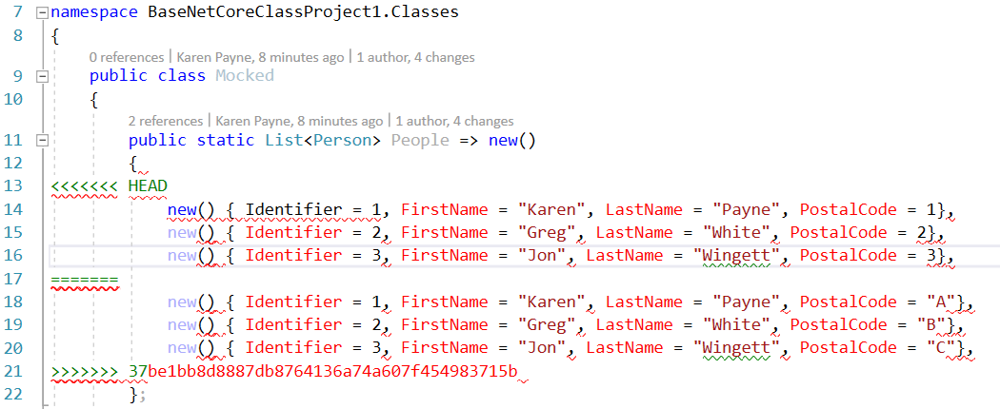 7 namespace BaseNetCoreClassProject1.Classes
8 {
0 references | Karen Payne, 8 minutes ago | 1 author, 4 changes
9 public class Mocked
10 {
2 references | Karen Payne, 8 minutes ago | 1 author, 4 changes
11 public static List<Person> People => new()
12 {
13 <<<<<<< HEAD
14 new() { Identifier = 1, FirstName = "Karen", LastName = "Payne", PostalCode = 1},
15 new() { Identifier = 2, FirstName = "Greg", LastName = "White", PostalCode = 2},
16 new() { Identifier = 3, FirstName = "Jon", LastName = "Wingett", PostalCode = 3},
17 =======
18 new() { Identifier = 1, FirstName = "Karen", LastName = "Payne", PostalCode = "A"},
19 new() { Identifier = 2, FirstName = "Greg", LastName = "White", PostalCode = "B"},
20 new() { Identifier = 3, FirstName = "Jon", LastName = "Wingett", PostalCode = "C"},
21 >>>>>>> 37be1bb8d8887db8764136a74a607f454983715b
22 };